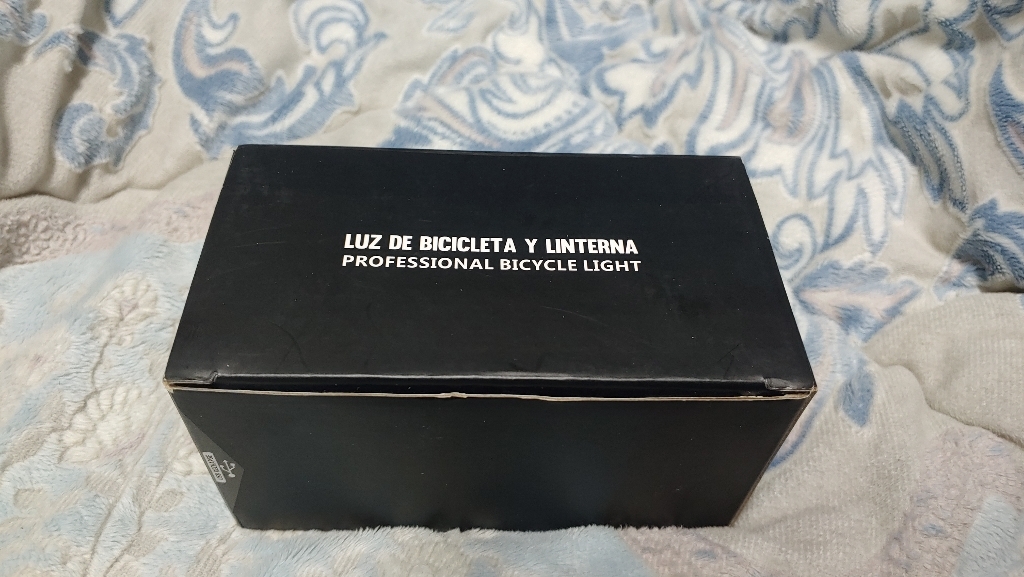 LUZ DE BICICLETA Y LINTERNA
PROFESSIONAL BICYCLE LIGHT